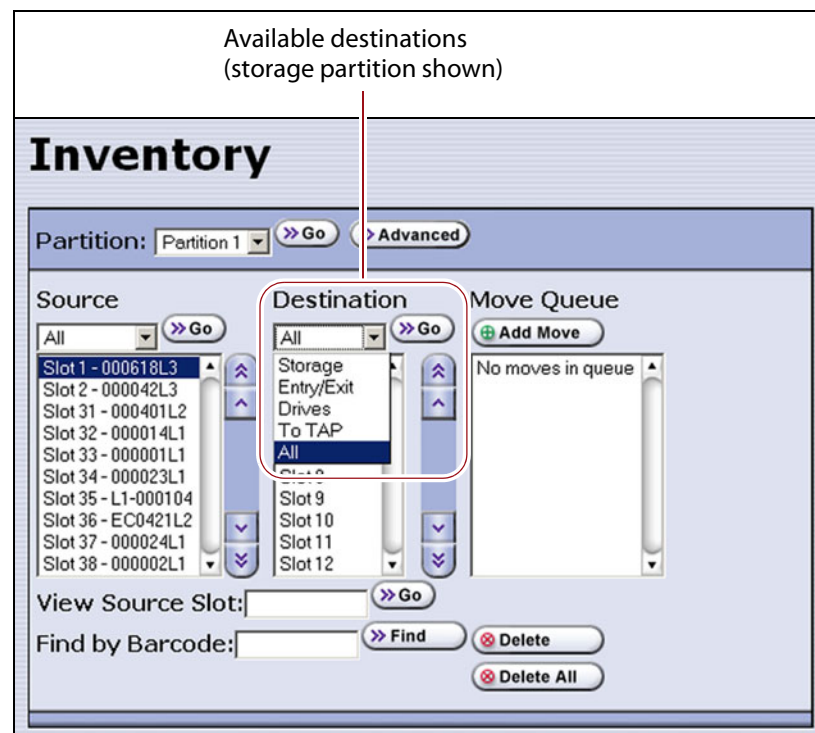 Available destinations
(storage partition shown)
Inventory
Partition: Partition 1 Go Advanced
Source
All Go
Slot 1 - 000618L3
Slot 2 - 000042L3
Slot 31 - 000401L2
Slot 32 - 000014L1
Slot 33 - 000001L1
Slot 34 - 000023L1
Slot 35 - L1-000104
Slot 36 - EC0421L2
Slot 37 - 000024L1
Slot 38 - 000002L1
Destination
All Go
Storage
Entry/Exit
Drives
To TAP
All
Slot 9
Slot 10
Slot 11
Slot 12
Move Queue
Add Move
No moves in queue
View Source Slot: Go
Find by Barcode: Find
Delete
Delete All